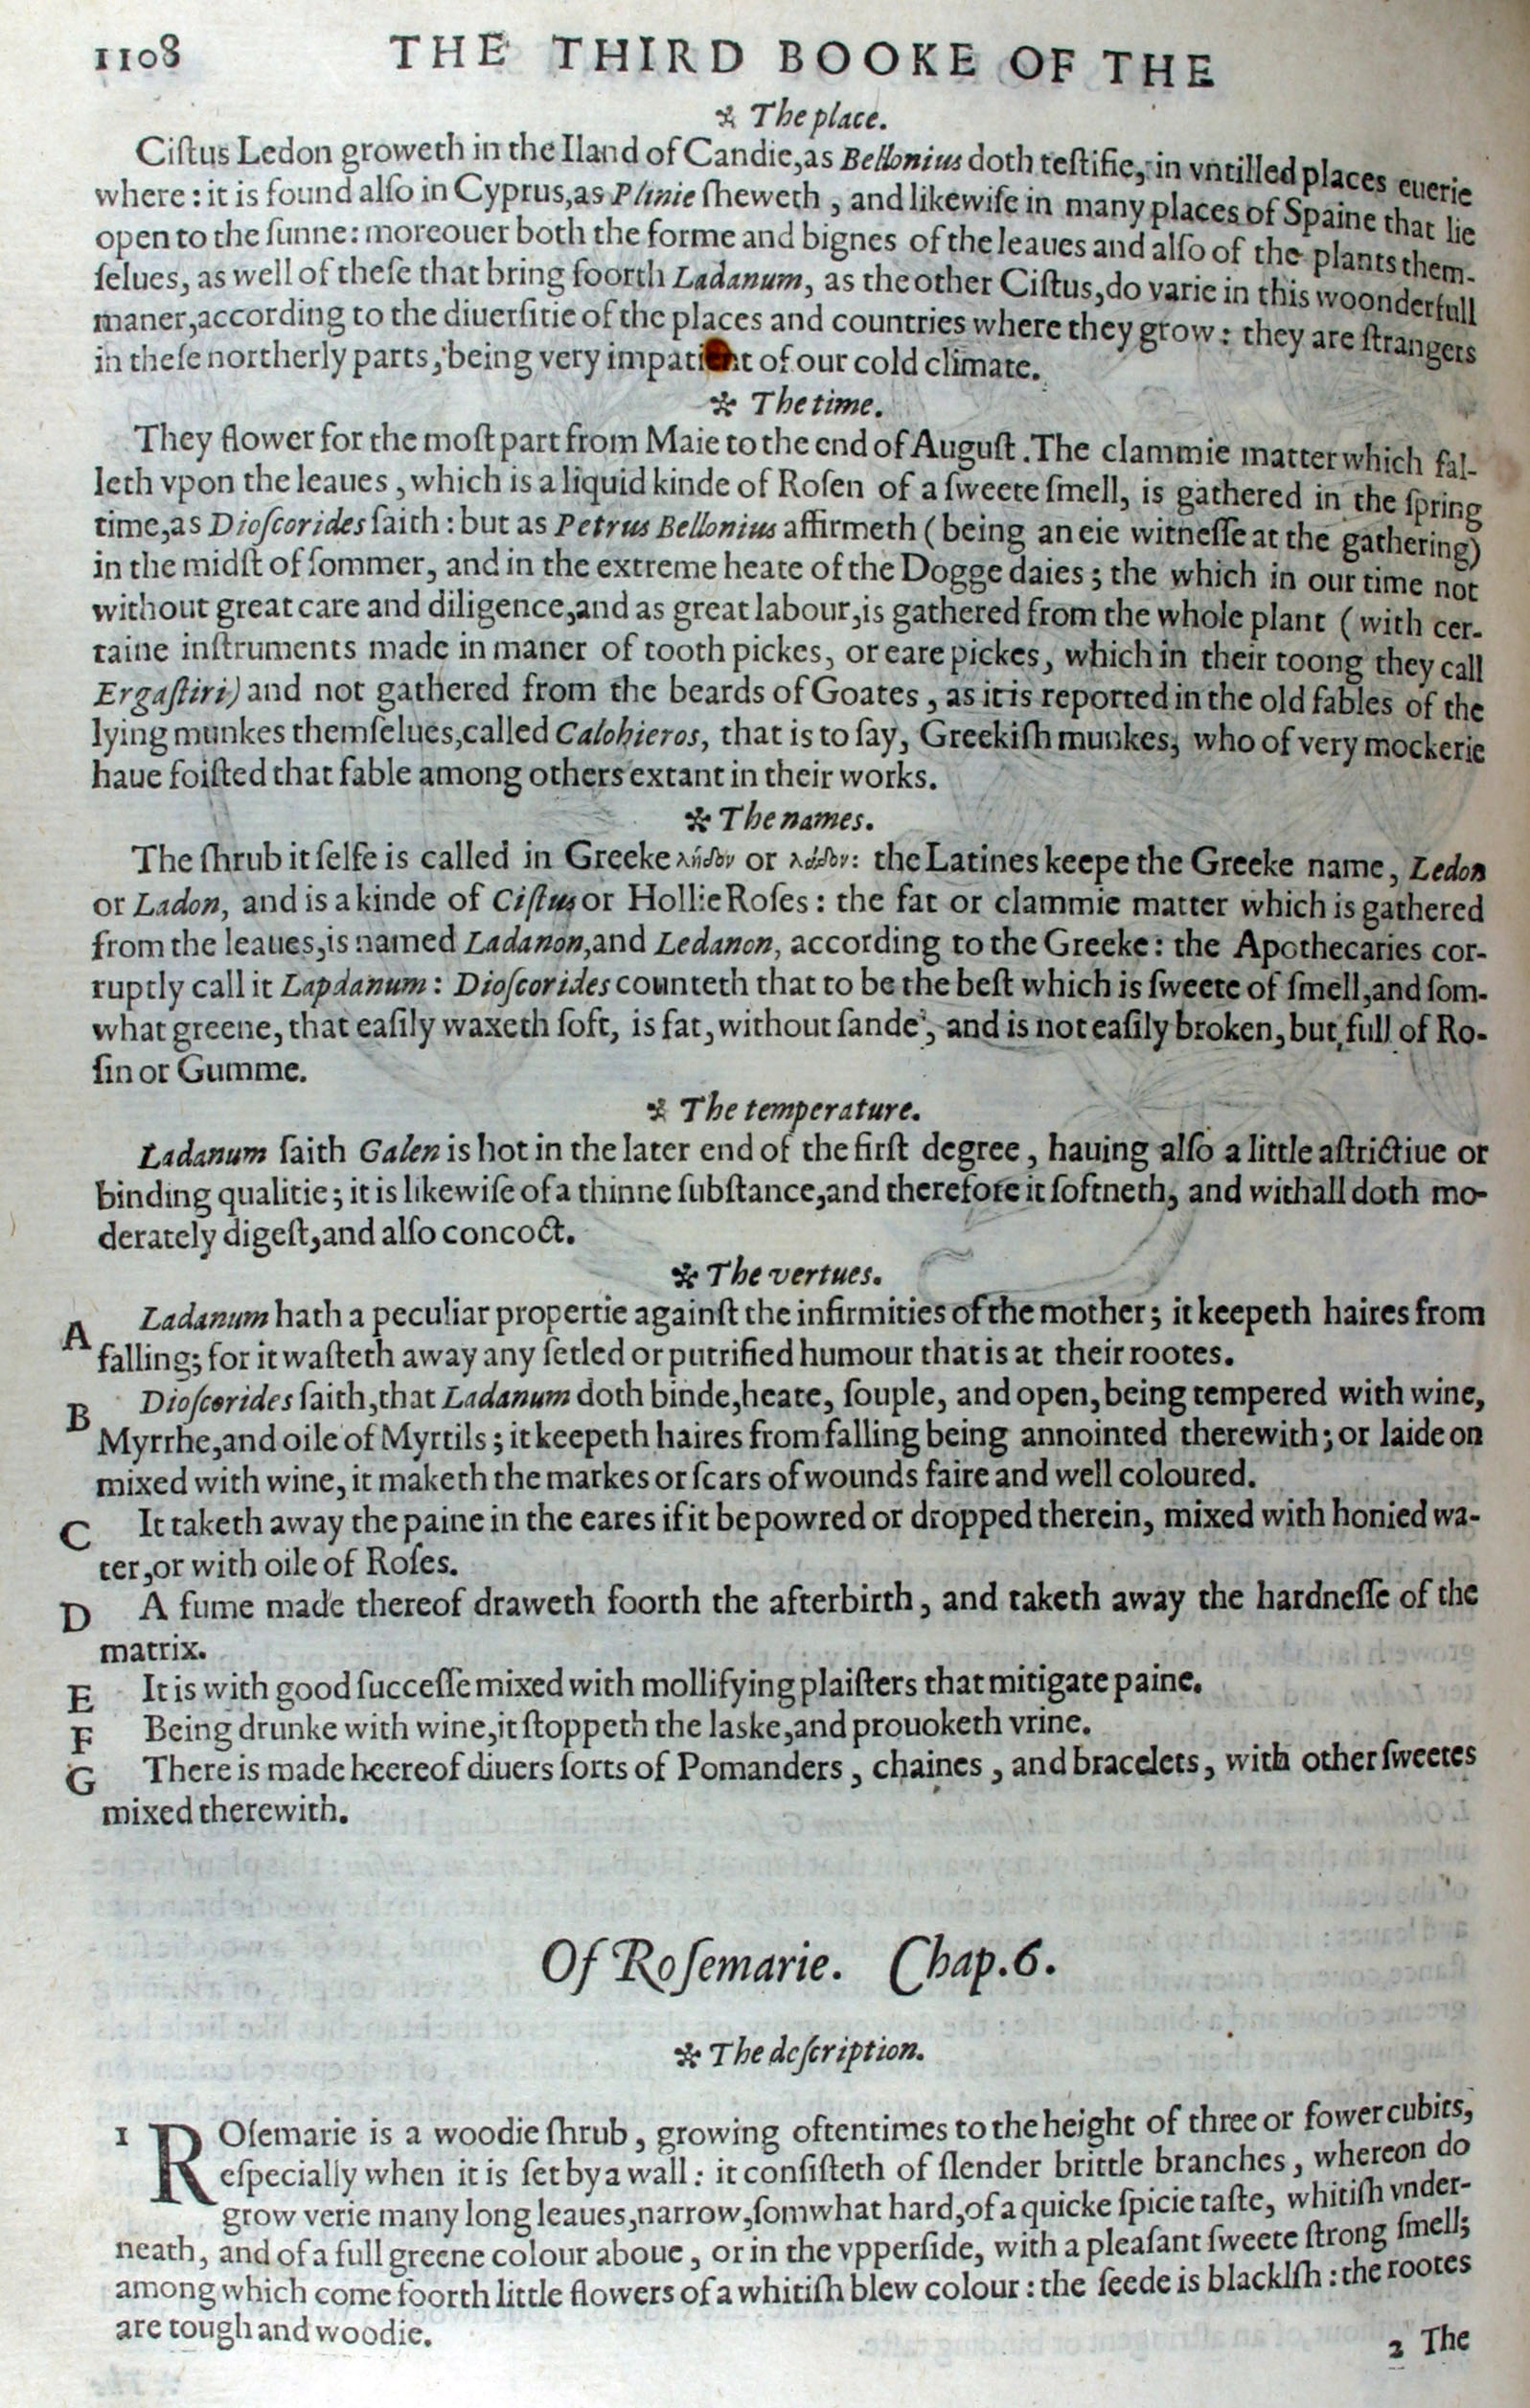 1108 THE THIRD BOOKE OF THE
⁂ The place.
Ciſtus Ledon groweth in the Iland of Candie, as Bellonius doth teſtifie, in vntilled places euerie
where: it is found alſo in Cyprus, as Plinie ſheweth, and likewiſe in many places of Spaine that lie
open to the ſunne: moreouer both the forme and bignes of the leaues and alſo of the plants them-
ſelues, as well of theſe that bring foorth Ladanum, as the other Ciſtus, do varie in this woonderfull
maner, according to the diuerſitie of the places and countries where they grow: they are ſtrangers
in theſe northerly parts, being very impatient of our cold climate.
⁂ The time.
They flower for the moſt part from Maie to the end of Auguſt. The clammie matter which fal-
leth vpon the leaues, which is a liquid kinde of Roſen of a ſweete ſmell, is gathered in the ſpring
time, as Dioſcorides ſaith: but as Petrus Bellonius affirmeth (being an eie witneſſe at the gathering)
in the midſt of ſommer, and in the extreme heate of the Dogge daies; the which in our time not
without great care and diligence, and as great labour, is gathered from the whole plant (with cer-
taine inſtruments made in maner of tooth pickes, or eare pickes, which in their toong they call
Ergaſtiri) and not gathered from the beards of Goates, as it is reported in the old fables of the
lying munkes themſelues, called Calohieros, that is to ſay, Greekiſh munkes, who of very mockerie
haue foiſted that fable among others extant in their works.
⁂ The names.
The ſhrub it ſelfe is called in Greeke λήδον or λάδον: the Latines keepe the Greeke name, Ledon
or Ladon, and is a kinde of Ciſtus or Hollie Roſes: the fat or clammie matter which is gathered
from the leaues, is named Ladanon, and Ledanon, according to the Greeke: the Apothecaries cor-
ruptly call it Lapdanum: Dioſcorides counteth that to be the beſt which is ſweete of ſmell, and ſom-
what greene, that eaſily waxeth ſoft, is fat, without ſande, and is not eaſily broken, but full of Ro-
ſin or Gumme.
⁂ The temperature.
Ladanum ſaith Galen is hot in the later end of the firſt degree, hauing alſo a little aſtrictiue or
binding qualitie; it is likewiſe of a thinne ſubſtance, and therefore it ſoftneth, and withall doth mo-
derately digeſt, and alſo concoct.
⁂ The vertues.
A Ladanum hath a peculiar propertie againſt the infirmities of the mother; it keepeth haires from
falling; for it waſteth away any ſetled or putrified humour that is at their rootes.
B Dioſcorides ſaith, that Ladanum doth binde, heate, ſouple, and open, being tempered with wine,
Myrrhe, and oile of Myrtils; it keepeth haires from falling being annointed therewith; or laide on
mixed with wine, it maketh the markes or ſcars of wounds faire and well coloured.
C It taketh away the paine in the eares if it be powred or dropped therein, mixed with honied wa-
ter, or with oile of Roſes.
D A fume made thereof draweth foorth the afterbirth, and taketh away the hardneſſe of the
matrix.
E It is with good ſucceſſe mixed with mollifying plaiſters that mitigate paine.
F Being drunke with wine, it ſtoppeth the laske, and prouoketh vrine.
G There is made heereof diuers ſorts of Pomanders, chaines, and bracelets, with other ſweetes
mixed therewith.
Of Roſemarie. Chap. 6.
⁂ The deſcription.
1 ROſemarie is a woodie ſhrub, growing oftentimes to the height of three or fower cubits,
eſpecially when it is ſet by a wall: it conſiſteth of ſlender brittle branches, whereon do
grow verie many long leaues, narrow, ſomwhat hard, of a quicke ſpicie taſte, whitiſh vnder-
neath, and of a full greene colour aboue, or in the vpperſide, with a pleaſant ſweete ſtrong ſmell;
among which come foorth little flowers of a whitiſh blew colour: the ſeede is blackiſh: the rootes
are tough and woodie.
2 The